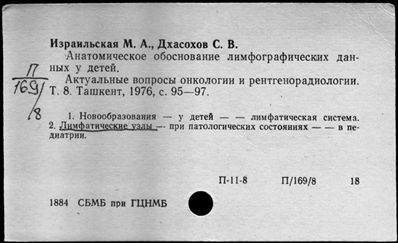 Израильская М. А., Дхасохов С. В.
Анатомическое обоснование лимфографических дан-
ных у детей.
П
169/
8
Актуальные вопросы онкологии и рентгенорадиологии.
Т. 8. Ташкент, 1976, с. 95—97.
1. Новообразования — у детей — — лимфатическая система.
2. Лимфатические узлы — при патологических состояниях — — в пе-
диатрии.
П-11-8 П/169/8 18
1884 СБМБ при ГЦНМБ